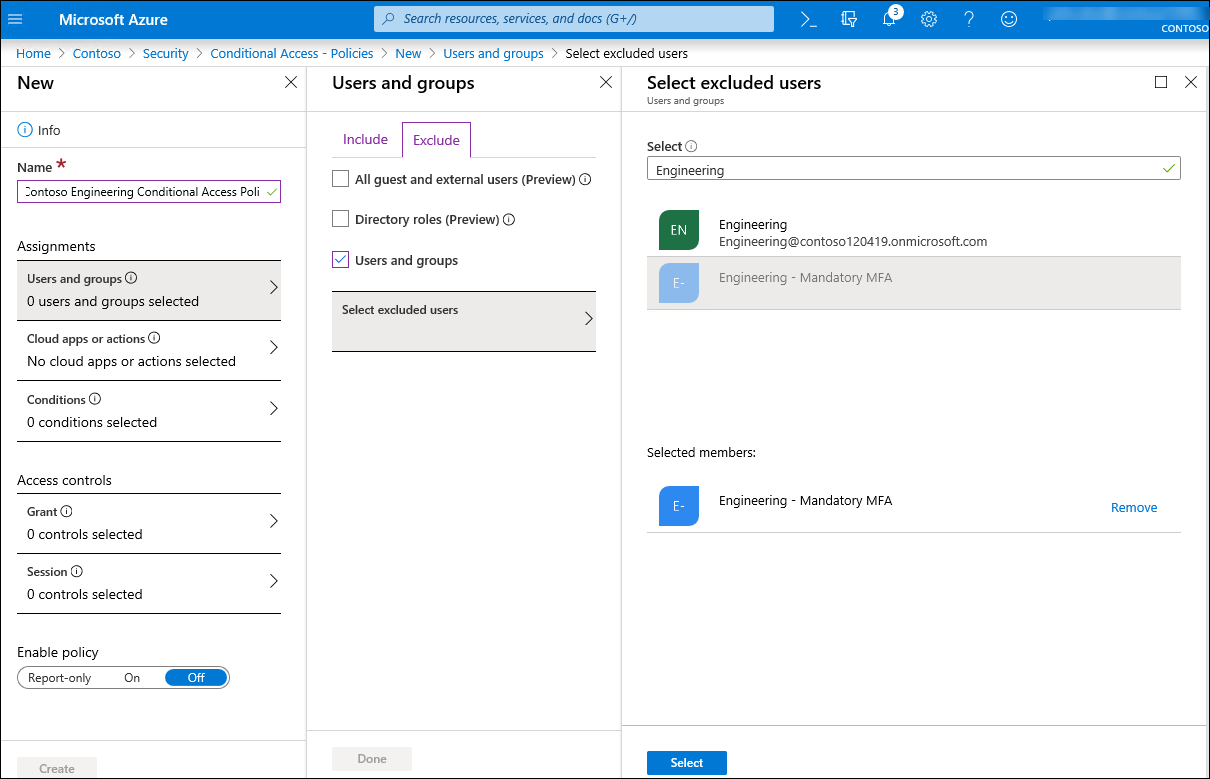 Microsoft Azure
Search resources, services, and docs (G+/)
3
CONTOSO
Home > Contoso > Security > Conditional Access - Policies > New > Users and groups > Select excluded users
New
Info
Name *
Contoso Engineering Conditional Access Poli
Assignments
Users and groups
0 users and groups selected
Cloud apps or actions
No cloud apps or actions selected
Conditions
0 conditions selected
Access controls
Grant
0 controls selected
Session
0 controls selected
Enable policy
Report-only On Off
Create
Users and groups
Include Exclude
All guest and external users (Preview)
Directory roles (Preview)
Users and groups
Select excluded users
Done
Select excluded users
Users and groups
Select
Engineering
EN
Engineering
Engineering@contoso120419.onmicrosoft.com
E-
Engineering - Mandatory MFA
Selected members:
E-
Engineering - Mandatory MFA
Remove
Select